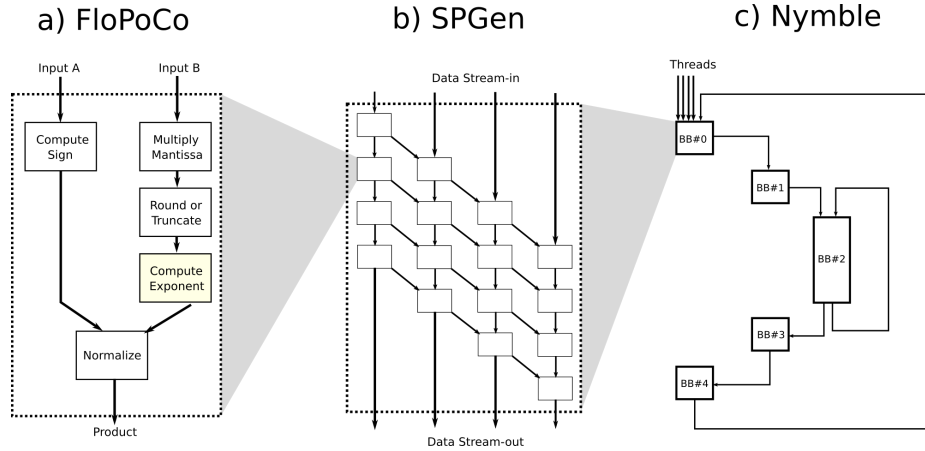 a) FloPoCo
b) SPGen
c) Nymble
Input A
Input B
Compute
Sign
Multiply
Mantissa
Round or
Truncate
Compute
Exponent
Normalize
Product
Data Stream-in
Data Stream-out
Threads
BB#0
BB#1
BB#2
BB#3
BB#4